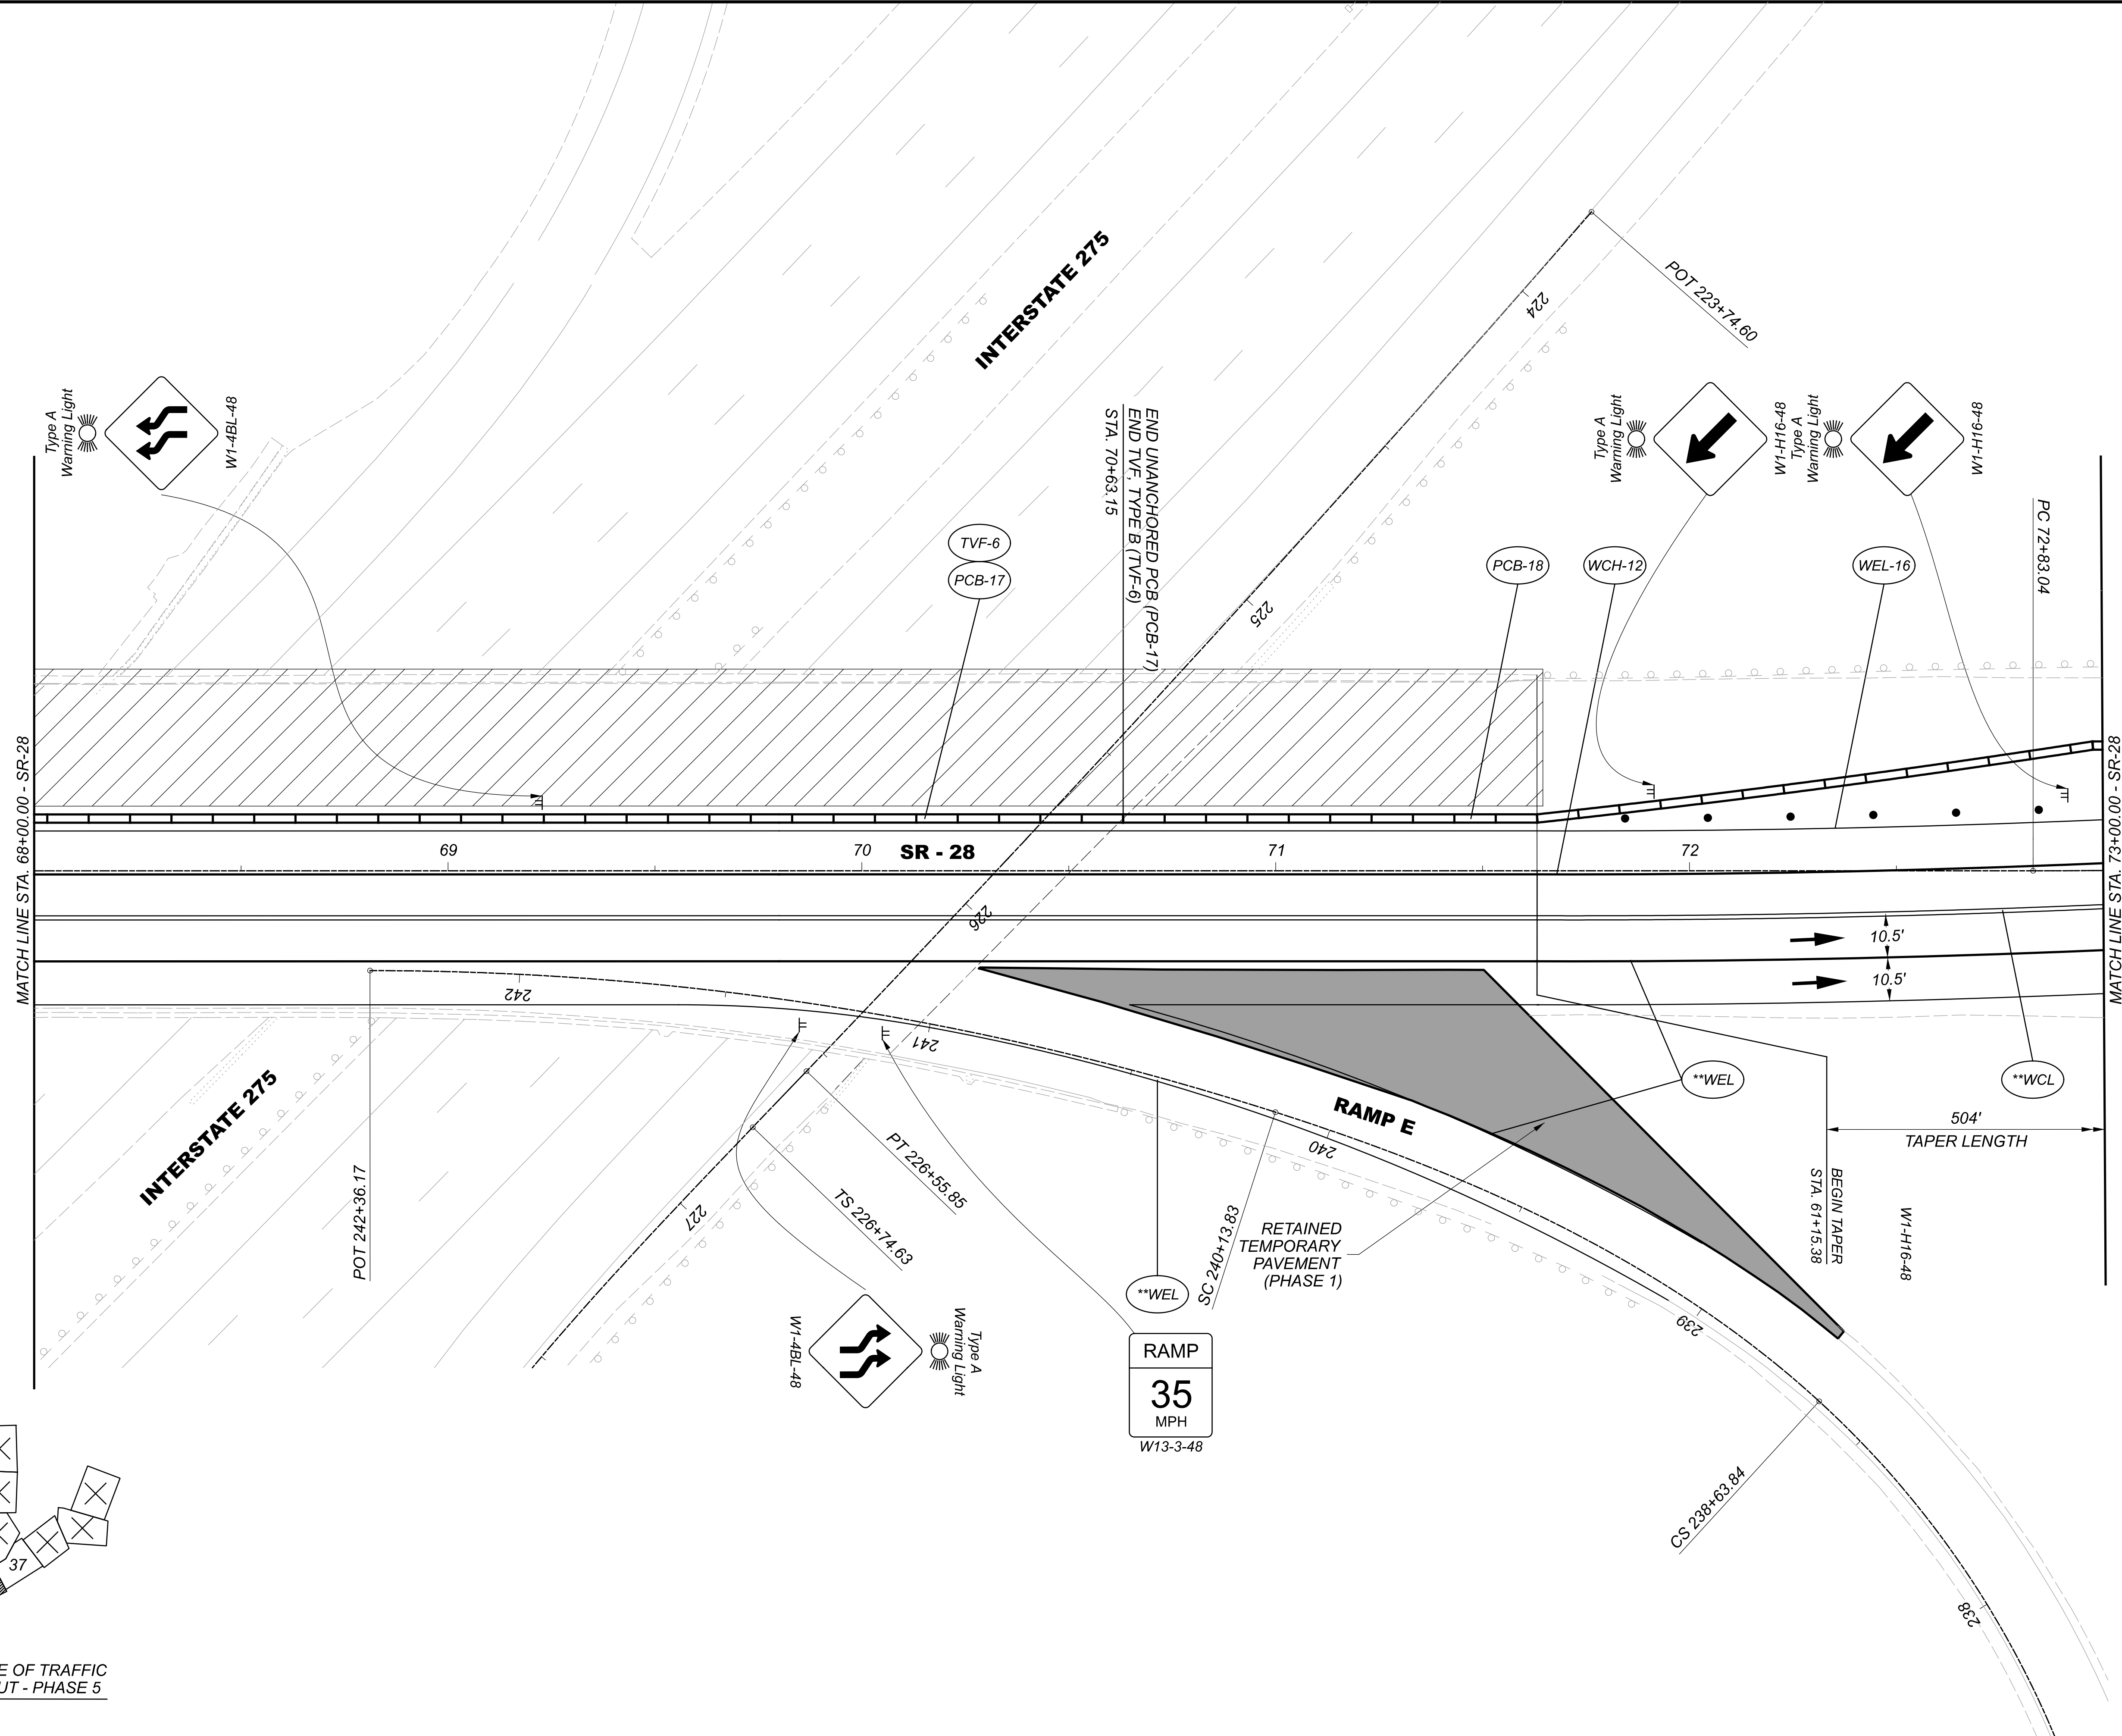 INTERSTATE 275
POT 223+74.60
224
Type A
Warning Light
W1-4BL-48
END UNANCHORED PCB (PCB-17)
END TVF, TYPE B (TVF-6)
STA. 70+63.15
Type A
Warning Light
W1-H16-48
Type A
Warning Light
W1-H16-48
PC 72+83.04
TVF-6
PCB-17
PCB-18
WCH-12
WEL-16
225
MATCH LINE STA. 68+00.00 - SR-28
MATCH LINE STA. 73+00.00 - SR-28
69
70
SR - 28
71
72
226
10.5'
10.5'
242
241
**WEL
**WCL
INTERSTATE 275
RAMP E
240
504'
TAPER LENGTH
POT 242+36.17
PT 226+55.85
TS 226+74.63
227
SC 240+13.83
RETAINED
TEMPORARY
PAVEMENT
(PHASE 1)
BEGIN TAPER
STA. 61+15.38
W1-H16-48
**WEL
239
W1-4BL-48
Type A
Warning Light
RAMP
35
MPH
W13-3-48
CS 238+63.84
37
238
E OF TRAFFIC
UT - PHASE 5